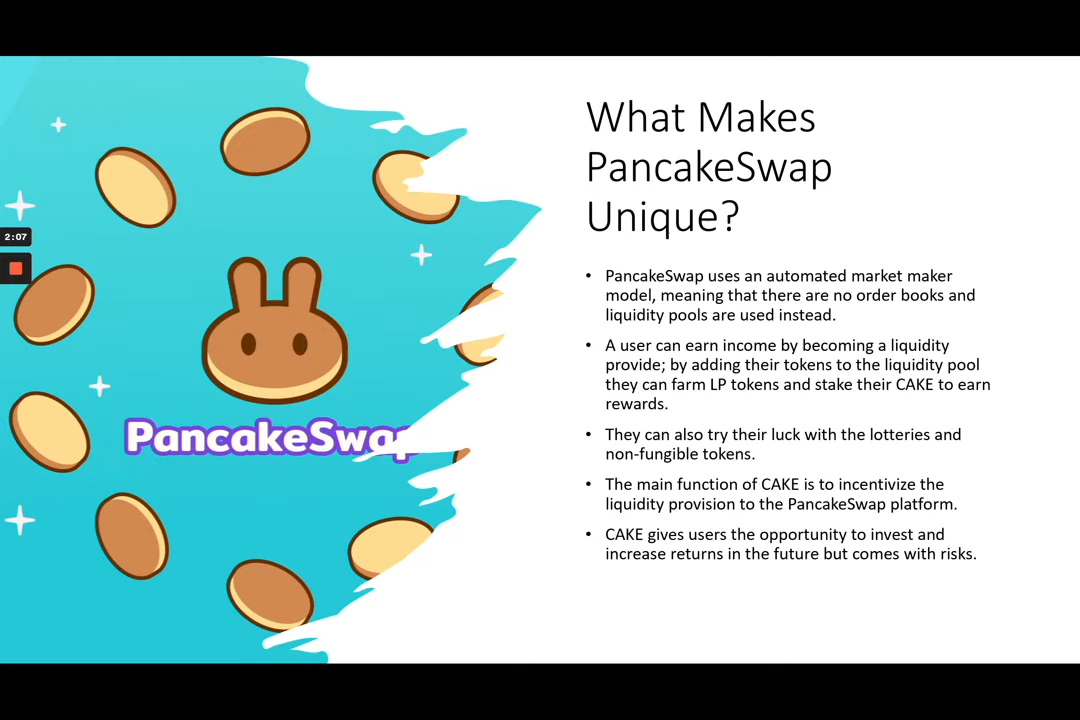 What Makes
PancakeSwap
Unique?
2:07
PancakeSwap
• PancakeSwap uses an automated market maker
model, meaning that there are no order books and
liquidity pools are used instead.
• A user can earn income by becoming a liquidity
provide; by adding their tokens to the liquidity pool
they can farm LP tokens and stake their CAKE to earn
rewards.
• They can also try their luck with the lotteries and
non-fungible tokens.
• The main function of CAKE is to incentivize the
liquidity provision to the PancakeSwap platform.
• CAKE gives users the opportunity to invest and
increase returns in the future but comes with risks.